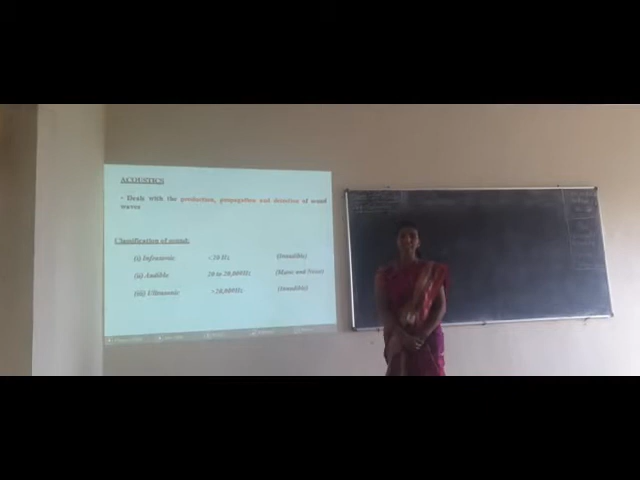 ACOUSTICS
- Deals with the production, propagation and detection of sound
waves
Classification of sound:
(i) Infrasonic <20 Hz (Inaudible)
(ii) Audible 20 to 20,000Hz (Music and Noise)
(iii) Ultrasonic >20,000Hz (Inaudible)